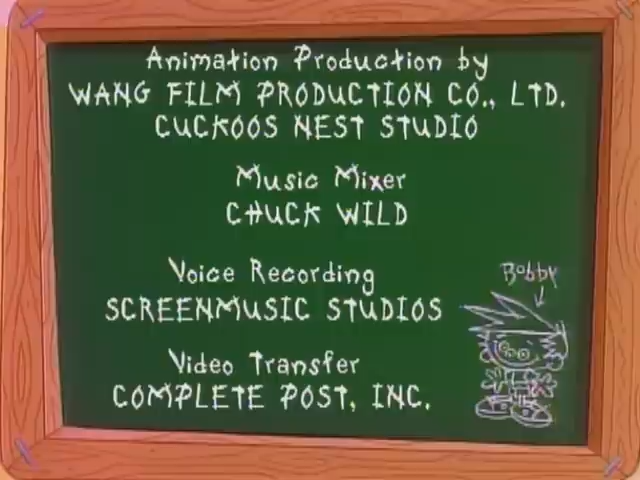 Animation Production by
WANG FILM PRODUCTION CO., LTD.
CUCKOOS NEST STUDIO
Music Mixer
CHUCK WILD
Voice Recording
SCREENMUSIC STUDIOS
Bobby
Video Transfer
COMPLETE POST, INC.